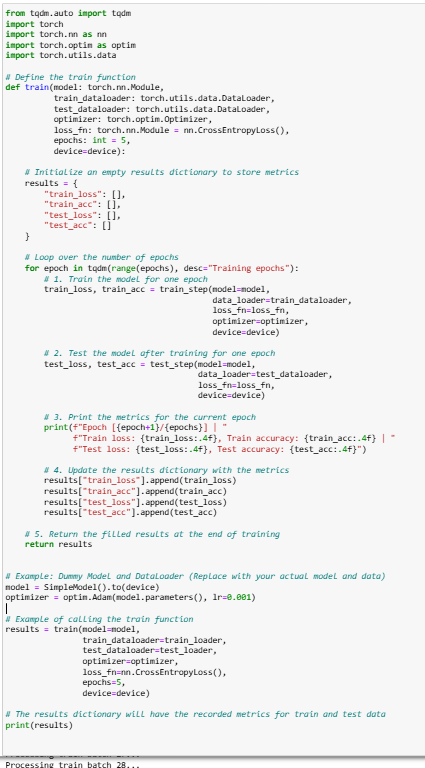 from tqdm.auto import tqdm
import torch
import torch.nn as nn
import torch.optim as optim
import torch.utils.data

# Define the train function
def train(model: torch.nn.Module,
          train_dataloader: torch.utils.data.DataLoader,
          test_dataloader: torch.utils.data.DataLoader,
          optimizer: torch.optim.Optimizer,
          loss_fn: torch.nn.Module = nn.CrossEntropyLoss(),
          epochs: int = 5,
          device=device):

    # Initialize an empty results dictionary to store metrics
    results = {
        "train_loss": [],
        "train_acc": [],
        "test_loss": [],
        "test_acc": []
    }

    # Loop over the number of epochs
    for epoch in tqdm(range(epochs), desc="Training epochs"):
        # 1. Train the model for one epoch
        train_loss, train_acc = train_step(model=model,
                                           data_loader=train_dataloader,
                                           loss_fn=loss_fn,
                                           optimizer=optimizer,
                                           device=device)

        # 2. Test the model after training for one epoch
        test_loss, test_acc = test_step(model=model,
                                        data_loader=test_dataloader,
                                        loss_fn=loss_fn,
                                        device=device)

        # 3. Print the metrics for the current epoch
        print(f"Epoch [{epoch+1}/{epochs}] | "
              f"Train loss: {train_loss:.4f}, Train accuracy: {train_acc:.4f} | "
              f"Test loss: {test_loss:.4f}, Test accuracy: {test_acc:.4f}")

        # 4. Update the results dictionary with the metrics
        results["train_loss"].append(train_loss)
        results["train_acc"].append(train_acc)
        results["test_loss"].append(test_loss)
        results["test_acc"].append(test_acc)

    # 5. Return the filled results at the end of training
    return results


# Example: Dummy Model and DataLoader (Replace with your actual model and data)
model = SimpleModel().to(device)
optimizer = optim.Adam(model.parameters(), lr=0.001)

# Example of calling the train function
results = train(model=model,
                train_dataloader=train_loader,
                test_dataloader=test_loader,
                optimizer=optimizer,
                loss_fn=nn.CrossEntropyLoss(),
                epochs=5,
                device=device)

# The results dictionary will have the recorded metrics for train and test data
print(results)
Processing train batch 28...